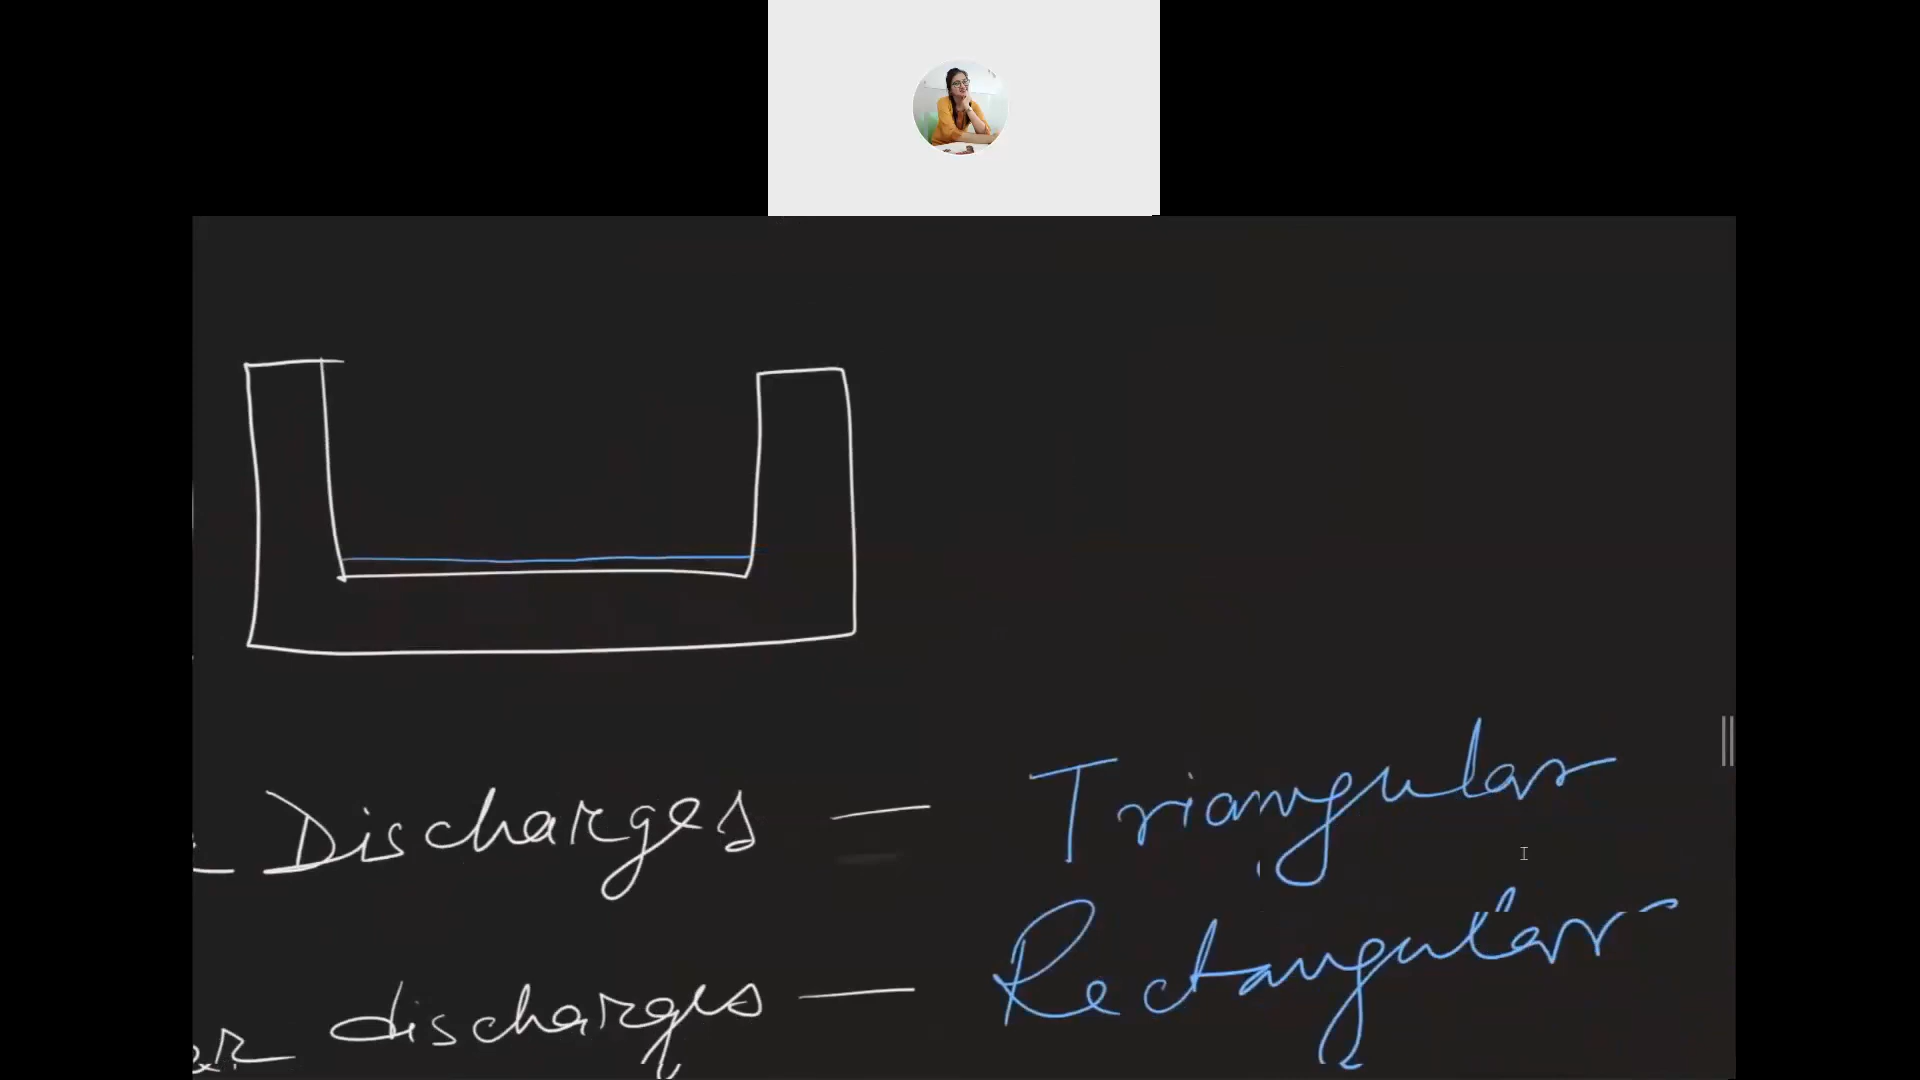 Discharges — Triangular
discharges — Rectangular